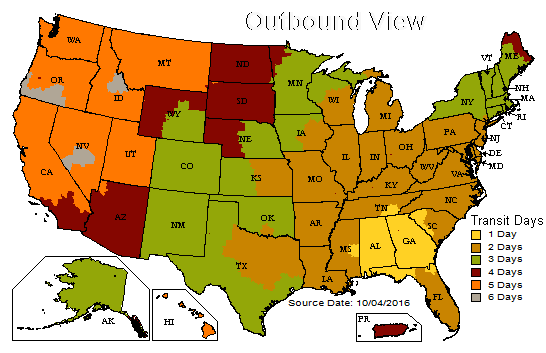 Outbound View
WA
MT
ND
OR
ID
SD
WY
MN
WI
MI
VT
ME
NH
MA
NY
RI
CT
NV
UT
CO
NE
IA
IL
IN
OH
PA
NJ
DE
MD
WV
VA
CA
AZ
NM
KS
MO
KY
NC
OK
AR
TN
SC
TX
LA
MS
AL
GA
FL
AK
HI
PR
Source Date: 10/04/2016
Transit Days
1 Day
2 Days
3 Days
4 Days
5 Days
6 Days